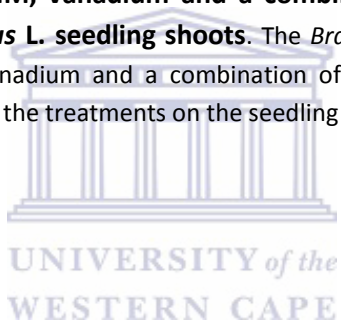 vanadium and a combin
us L. seedling shoots. The Bra
nadium and a combination of
the treatments on the seedling
UNIVERSITY of the
WESTERN CAPE